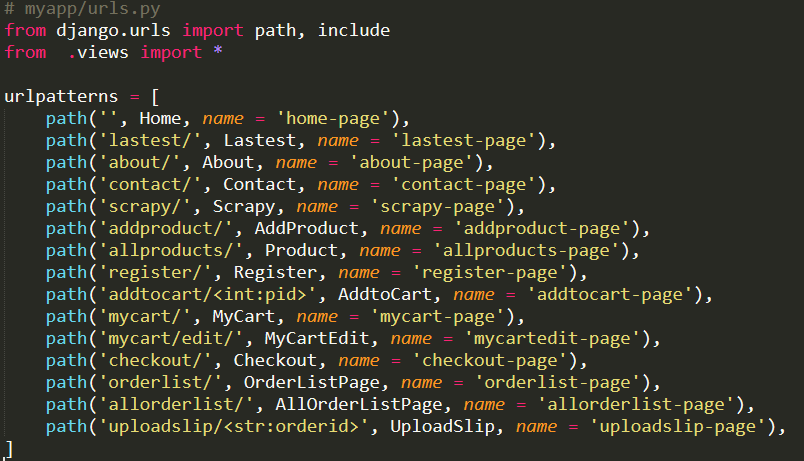 # myapp/urls.py
from django.urls import path, include
from  .views import *

urlpatterns = [
    path('', Home, name = 'home-page'),
    path('lastest/', Lastest, name = 'lastest-page'),
    path('about/', About, name = 'about-page'),
    path('contact/', Contact, name = 'contact-page'),
    path('scrapy/', Scrapy, name = 'scrapy-page'),
    path('addproduct/', AddProduct, name = 'addproduct-page'),
    path('allproducts/', Product, name = 'allproducts-page'),
    path('register/', Register, name = 'register-page'),
    path('addtocart/<int:pid>', AddtoCart, name = 'addtocart-page'),
    path('mycart/', MyCart, name = 'mycart-page'),
    path('mycart/edit/', MyCartEdit, name = 'mycartedit-page'),
    path('checkout/', Checkout, name = 'checkout-page'),
    path('orderlist/', OrderListPage, name = 'orderlist-page'),
    path('allorderlist/', AllOrderListPage, name = 'allorderlist-page'),
    path('uploadslip/<str:orderid>', UploadSlip, name = 'uploadslip-page'),
]